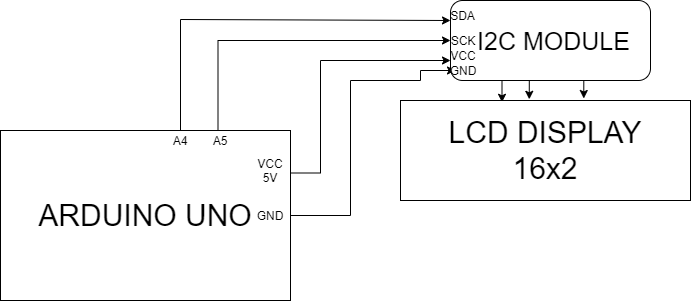 SDA
SCK
I2C MODULE
VCC
GND
LCD DISPLAY
16x2
A4
A5
VCC
5V
ARDUINO UNO
GND